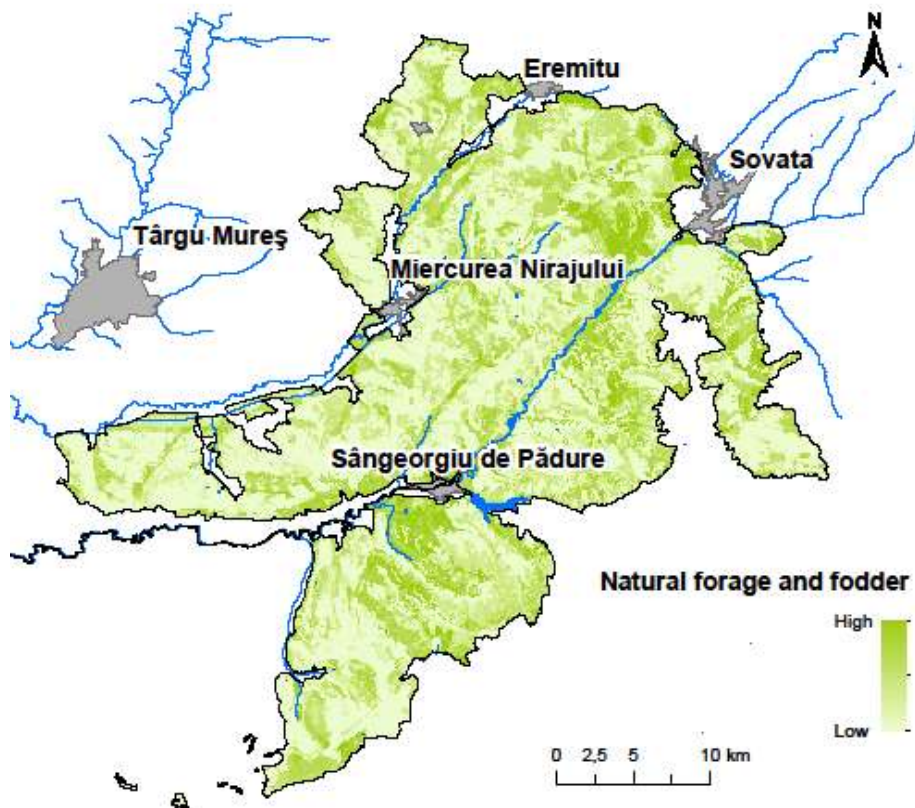 N
Eremitu
Sovata
Târgu Mureş
Miercurea Nirajului
Sângeorgiu de Pădure
Natural forage and fodder
High
Low
0 2,5 5 10 km